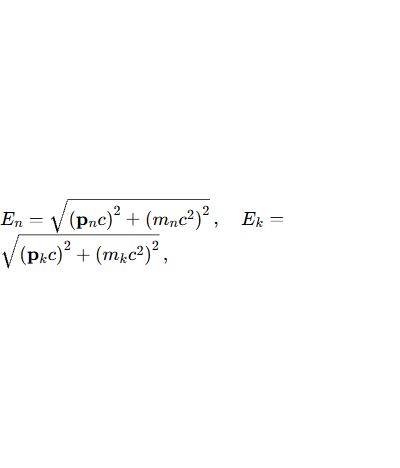 $E_n = \sqrt{(\mathbf{p}_n c)^2 + (m_n c^2)^2}\,, \quad E_k =$
$\sqrt{(\mathbf{p}_k c)^2 + (m_k c^2)^2}\,,$